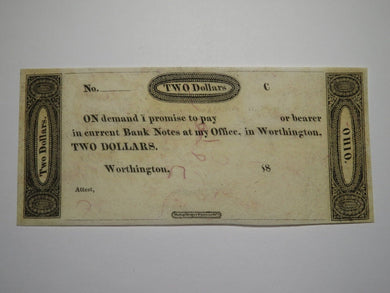 No. TWO Dollars C
ON demand i promise to pay or bearer
in current Bank Notes at my Office, in Worthington,
TWO DOLLARS.
Worthington, 18
Attest,
Two Dollars.
OHIO.